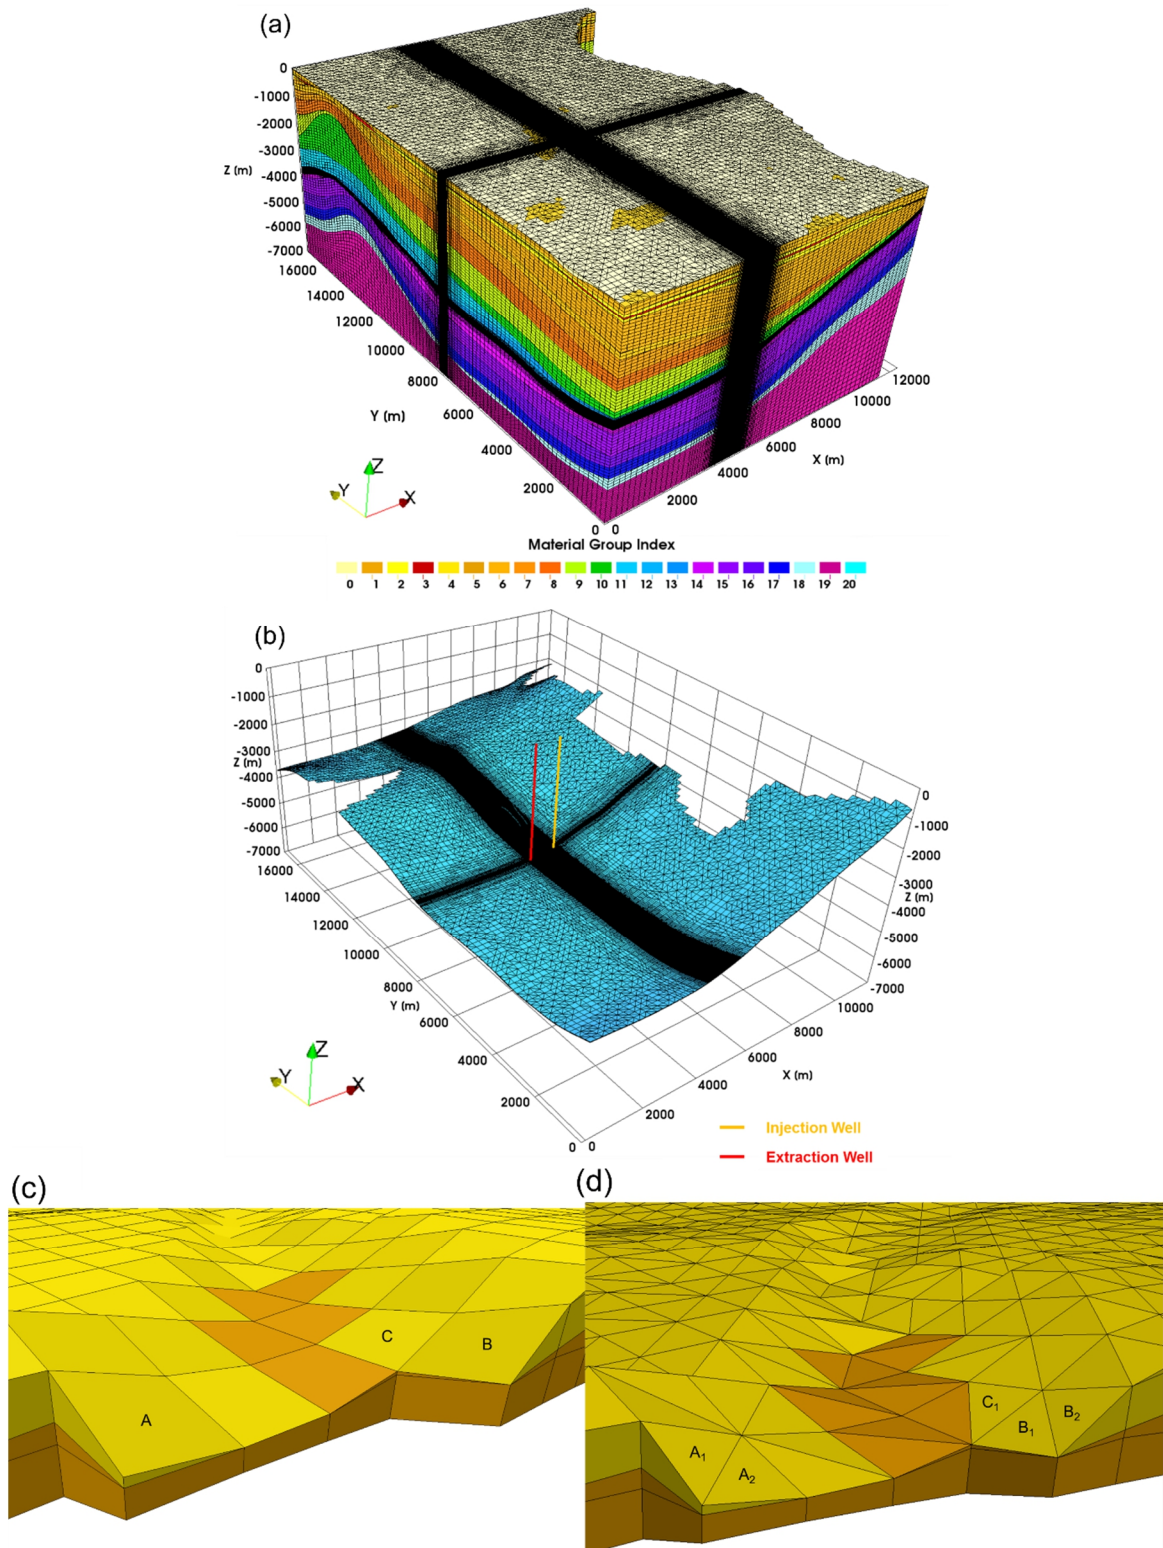 (a)
0
-1000
-2000
-3000
Z (m)
-4000
-5000
-6000
-7000
16000
14000
12000
10000
8000
Y (m)
6000
4000
2000
0
0
2000
4000
6000
X (m)
8000
10000
12000
Z
Y
X
Material Group Index
0 1 2 3 4 5 6 7 8 9 10 11 12 13 14 15 16 17 18 19 20
(b)
0
-1000
-2000
-3000
Z (m)
-4000
-5000
-6000
-7000
16000
14000
12000
10000
8000
Y (m)
6000
4000
2000
0
0
2000
4000
6000
X (m)
8000
10000
0
-1000
-2000
-3000
Z (m)
-4000
-5000
-6000
-7000
Z
Y
X
Injection Well
Extraction Well
(c)
A
C
B
(d)
A₁
A₂
C₁
B₁
B₂